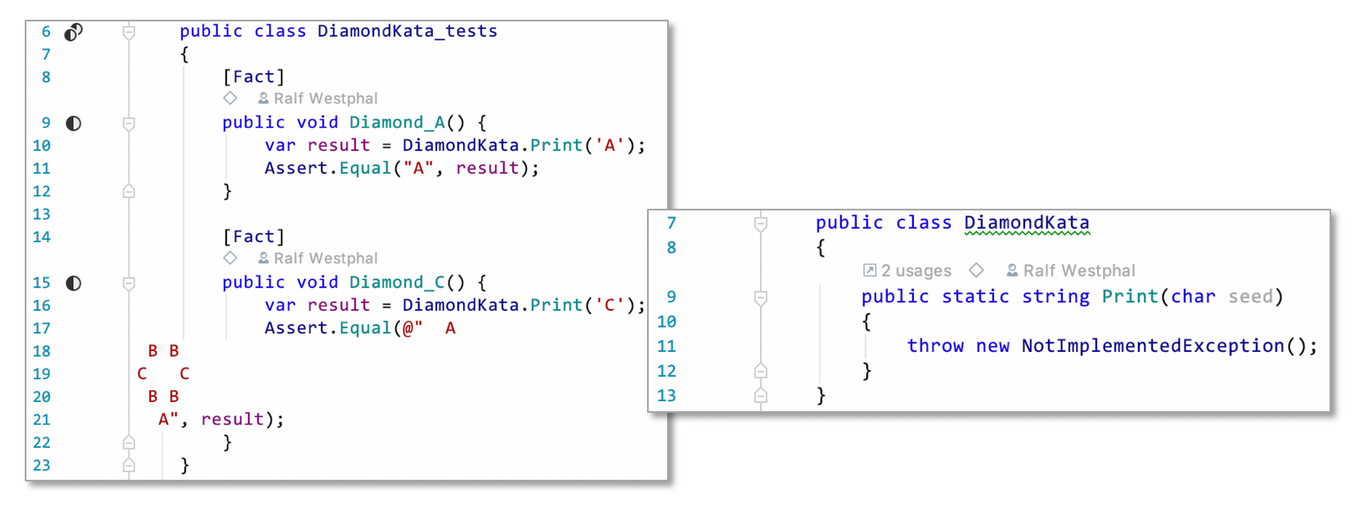 6 public class DiamondKata_tests
7 {
8 [Fact]
Ralf Westphal
9 public void Diamond_A() {
10 var result = DiamondKata.Print('A');
11 Assert.Equal("A", result);
12 }
13
14 [Fact]
Ralf Westphal
15 public void Diamond_C() {
16 var result = DiamondKata.Print('C');
17 Assert.Equal(@"  A
18  B B
19 C   C
20  B B
21   A", result);
22 }
23 }
7 public class DiamondKata
8 {
2 usages Ralf Westphal
9 public static string Print(char seed)
10 {
11 throw new NotImplementedException();
12 }
13 }